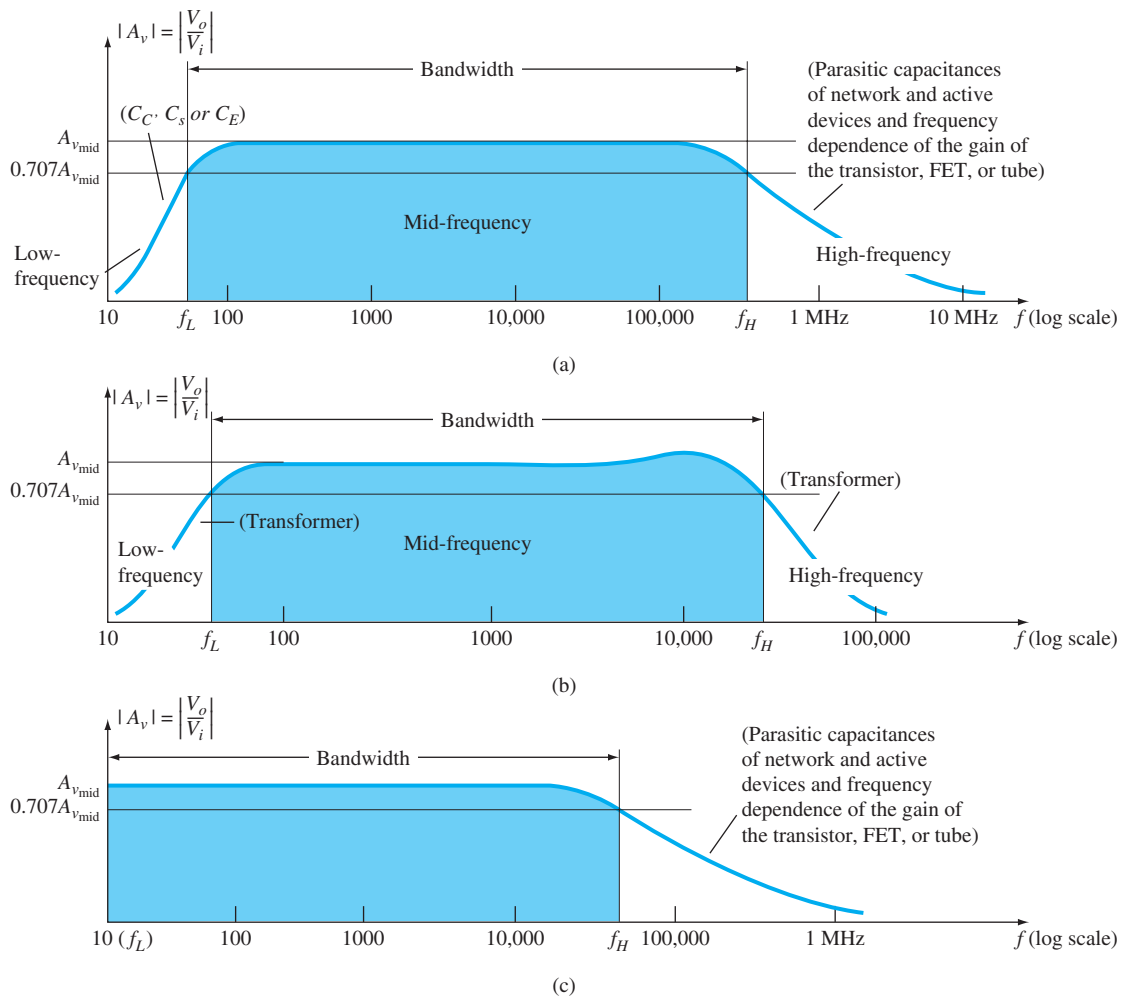 | A_v | = |V_o/V_i|
Bandwidth
(Parasitic capacitances
of network and active
devices and frequency
dependence of the gain of
the transistor, FET, or tube)
(C_C, C_s or C_E)
A_vmid
0.707A_vmid
Mid-frequency
Low-
frequency
High-frequency
10 f_L 100 1000 10,000 100,000 f_H 1 MHz 10 MHz f (log scale)
(a)
| A_v | = |V_o/V_i|
Bandwidth
A_vmid
0.707A_vmid
(Transformer)
(Transformer)
Mid-frequency
Low-
frequency
High-frequency
10 f_L 100 1000 10,000 f_H 100,000 f (log scale)
(b)
| A_v | = |V_o/V_i|
Bandwidth
(Parasitic capacitances
of network and active
devices and frequency
dependence of the gain of
the transistor, FET, or tube)
A_vmid
0.707A_vmid
10 (f_L) 100 1000 10,000 f_H 100,000 1 MHz f (log scale)
(c)